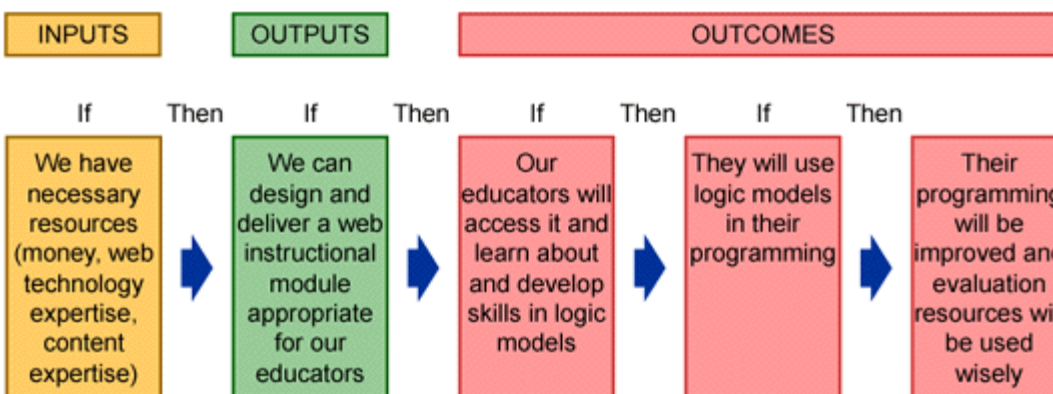 INPUTS OUTPUTS OUTCOMES
If Then If Then If Then If Then
We have
necessary
resources
(money, web
technology
expertise,
content
expertise)
We can
design and
deliver a web
instructional
module
appropriate
for our
educators
Our
educators will
access it and
learn about
and develop
skills in logic
models
They will use
logic models
in their
programming
Their
programming
will be
improved and
evaluation
resources wi
be used
wisely